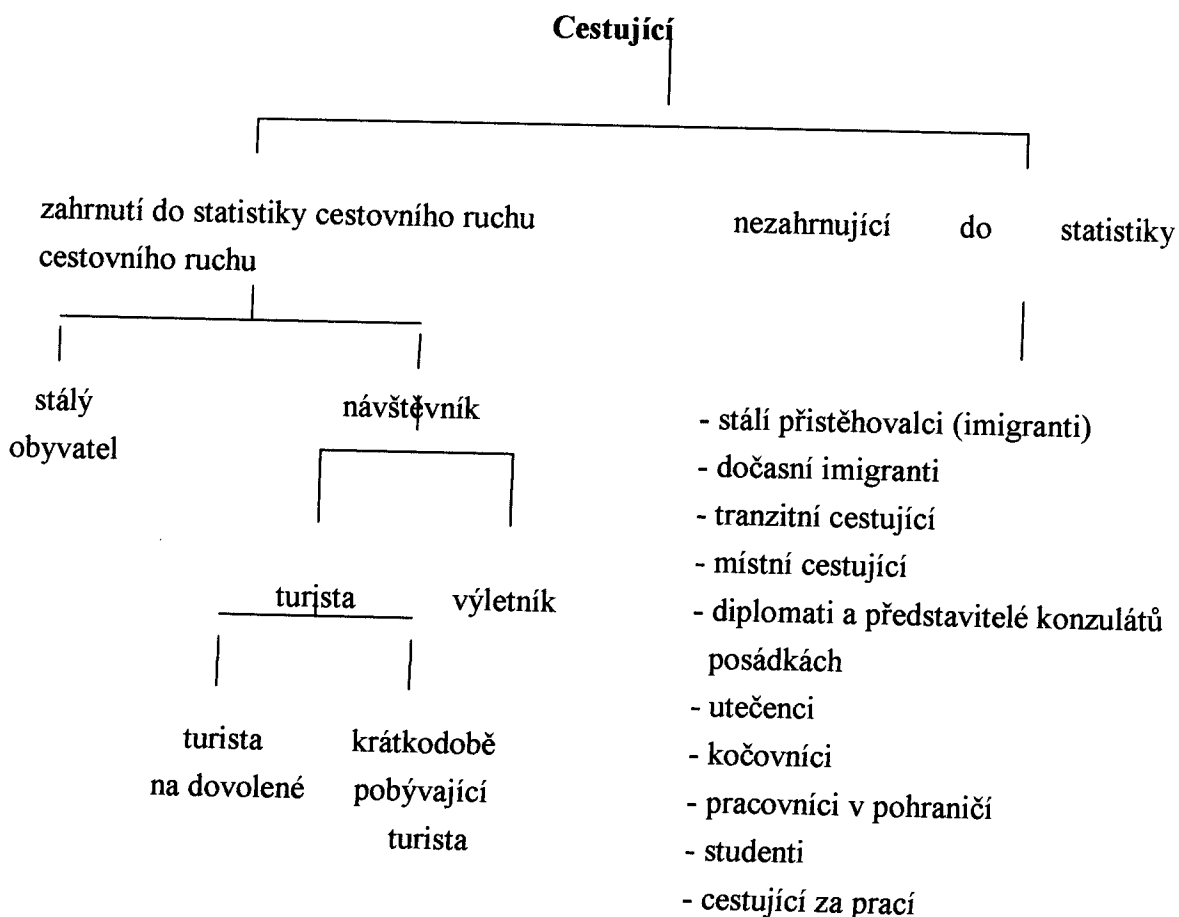 Cestující
zahrnutí do statistiky cestovního ruchu
cestovního ruchu
nezahrnující do statistiky
stálý
obyvatel
návštěvník
turista
výletník
turista
na dovolené
krátkodobě
pobývající
turista
- stálí přistěhovalci (imigranti)
- dočasní imigranti
- tranzitní cestující
- místní cestující
- diplomati a představitelé konzulátů
posádkách
- utečenci
- kočovníci
- pracovníci v pohraničí
- studenti
- cestující za prací